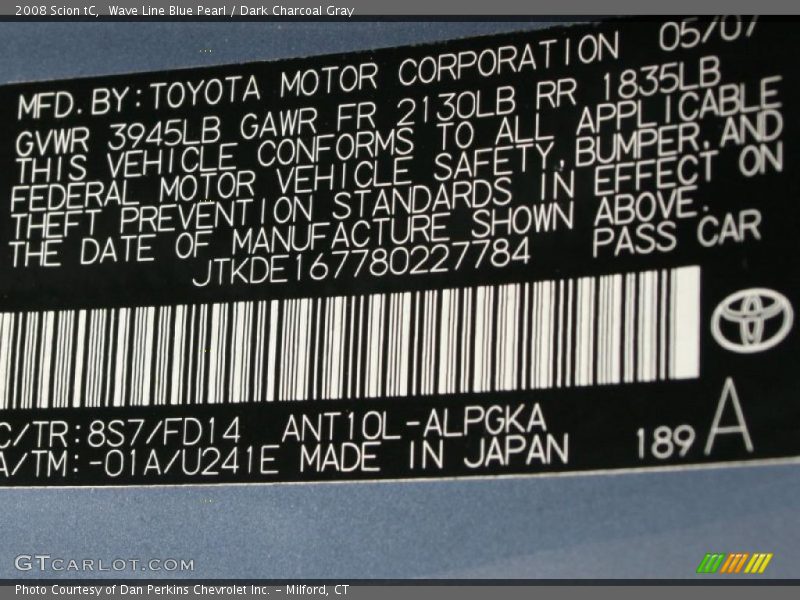 2008 Scion tC, Wave Line Blue Pearl / Dark Charcoal Gray
MFD. BY: TOYOTA MOTOR CORPORATION 05/07
GVWR 3945LB GAWR FR 2130LB RR 1835LB
THIS VEHICLE CONFORMS TO ALL APPLICABLE
FEDERAL MOTOR VEHICLE SAFETY, BUMPER, AND
THEFT PREVENTION STANDARDS IN EFFECT ON
THE DATE OF MANUFACTURE SHOWN ABOVE.
JTKDE167780227784 PASS CAR
C/TR: 8S7/FD14 ANT10L-ALPGKA
A/TM: -01A/U241E MADE IN JAPAN 189 A
GTCARLOT.COM
Photo Courtesy of Dan Perkins Chevrolet Inc. - Milford, CT